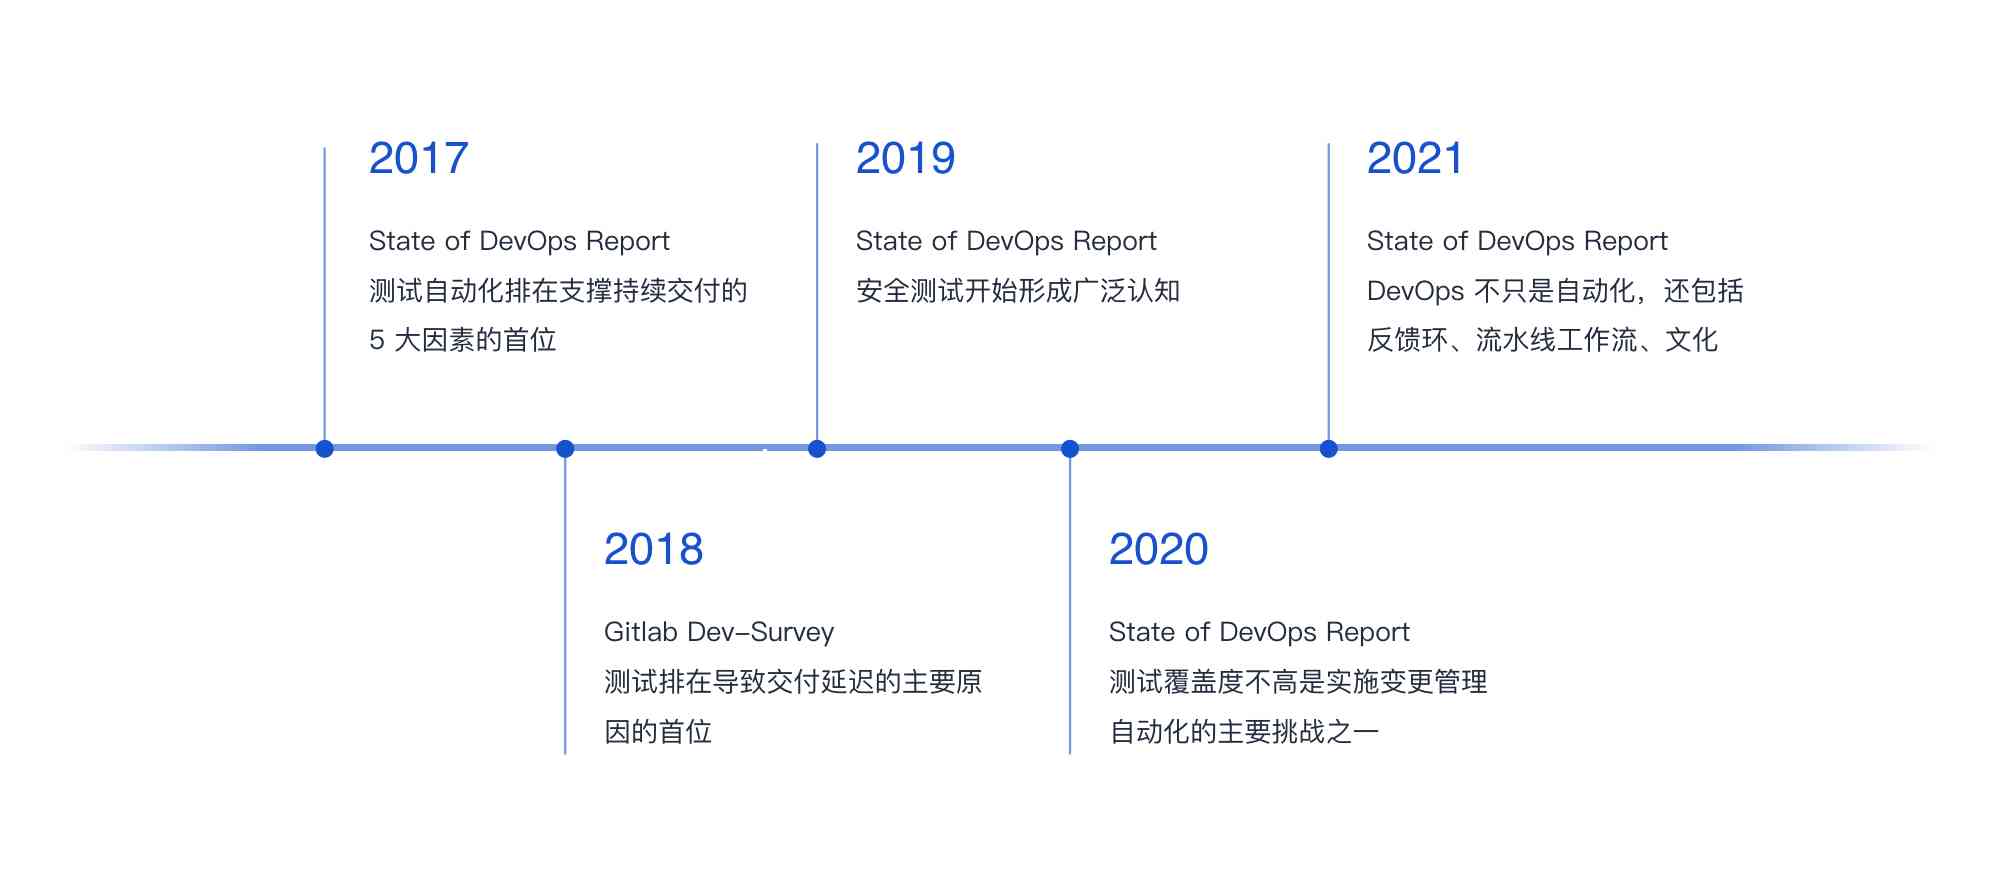 2017
State of DevOps Report
测试自动化排在支撑持续交付的
5 大因素的首位
2019
State of DevOps Report
安全测试开始形成广泛认知
2021
State of DevOps Report
DevOps 不只是自动化，还包括
反馈环、流水线工作流、文化
2018
Gitlab Dev–Survey
测试排在导致交付延迟的主要原
因的首位
2020
State of DevOps Report
测试覆盖度不高是实施变更管理
自动化的主要挑战之一